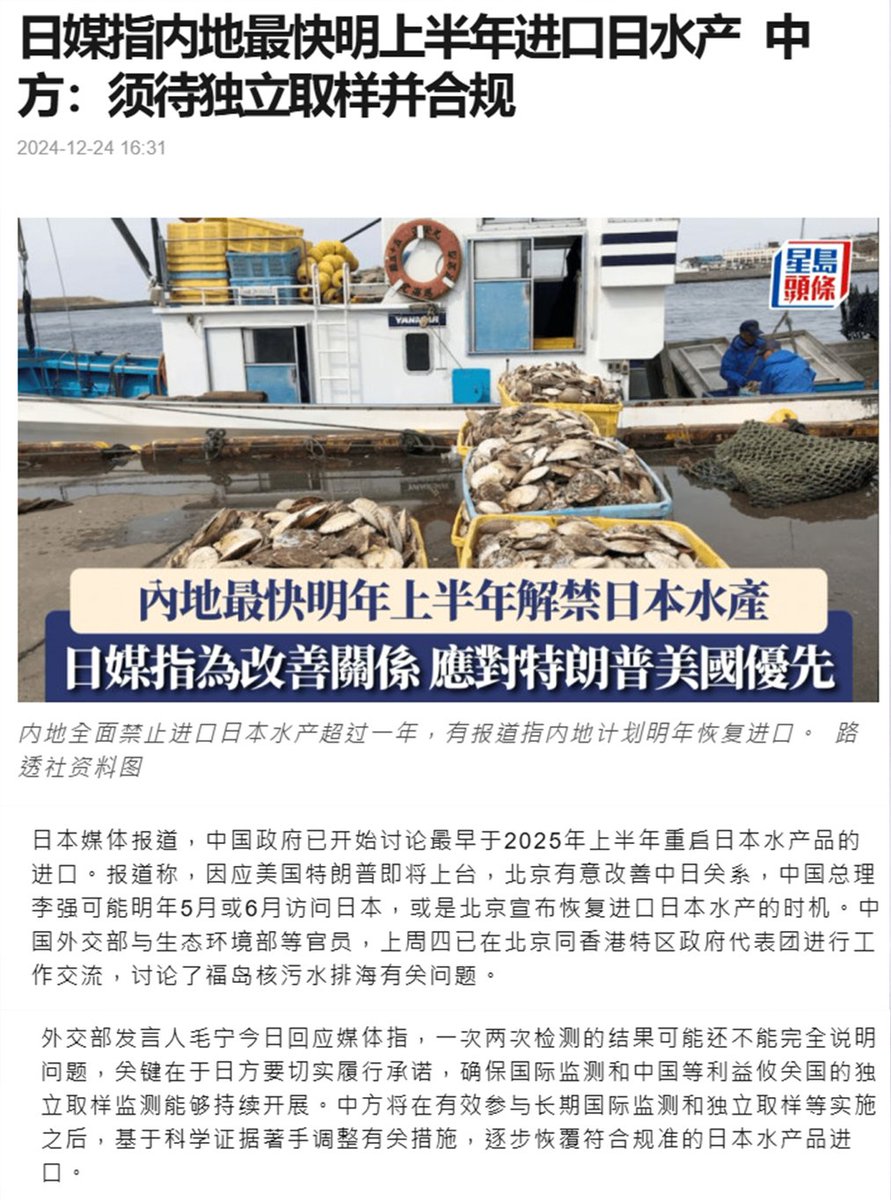 日媒指内地最快明上半年进口日水产 中
方：须待独立取样并合规
2024-12-24 16:31
星島
頭條
YANMAR
內地最快明年上半年解禁日本水產
日媒指為改善關係 應對特朗普美國優先
内地全面禁止进口日本水产超过一年，有报道指内地计划明年恢复进口。 路
透社资料图
日本媒体报道，中国政府已开始讨论最早于2025年上半年重启日本水产品的
进口。报道称，因应美国特朗普即将上台，北京有意改善中日关系，中国总理
李强可能明年5月或6月访问日本，或是北京宣布恢复进口日本水产的时机。中
国外交部与生态环境部等官员，上周四已在北京同香港特区政府代表团进行工
作交流，讨论了福岛核污水排海有关问题。
外交部发言人毛宁今日回应媒体指，一次两次检测的结果可能还不能完全说明
问题，关键在于日方要切实履行承诺，确保国际监测和中国等利益攸关国的独
立取样监测能够持续开展。中方将在有效参与长期国际监测和独立取样等实施
之后，基于科学证据著手调整有关措施，逐步恢覆符合规准的日本水产品进
口。